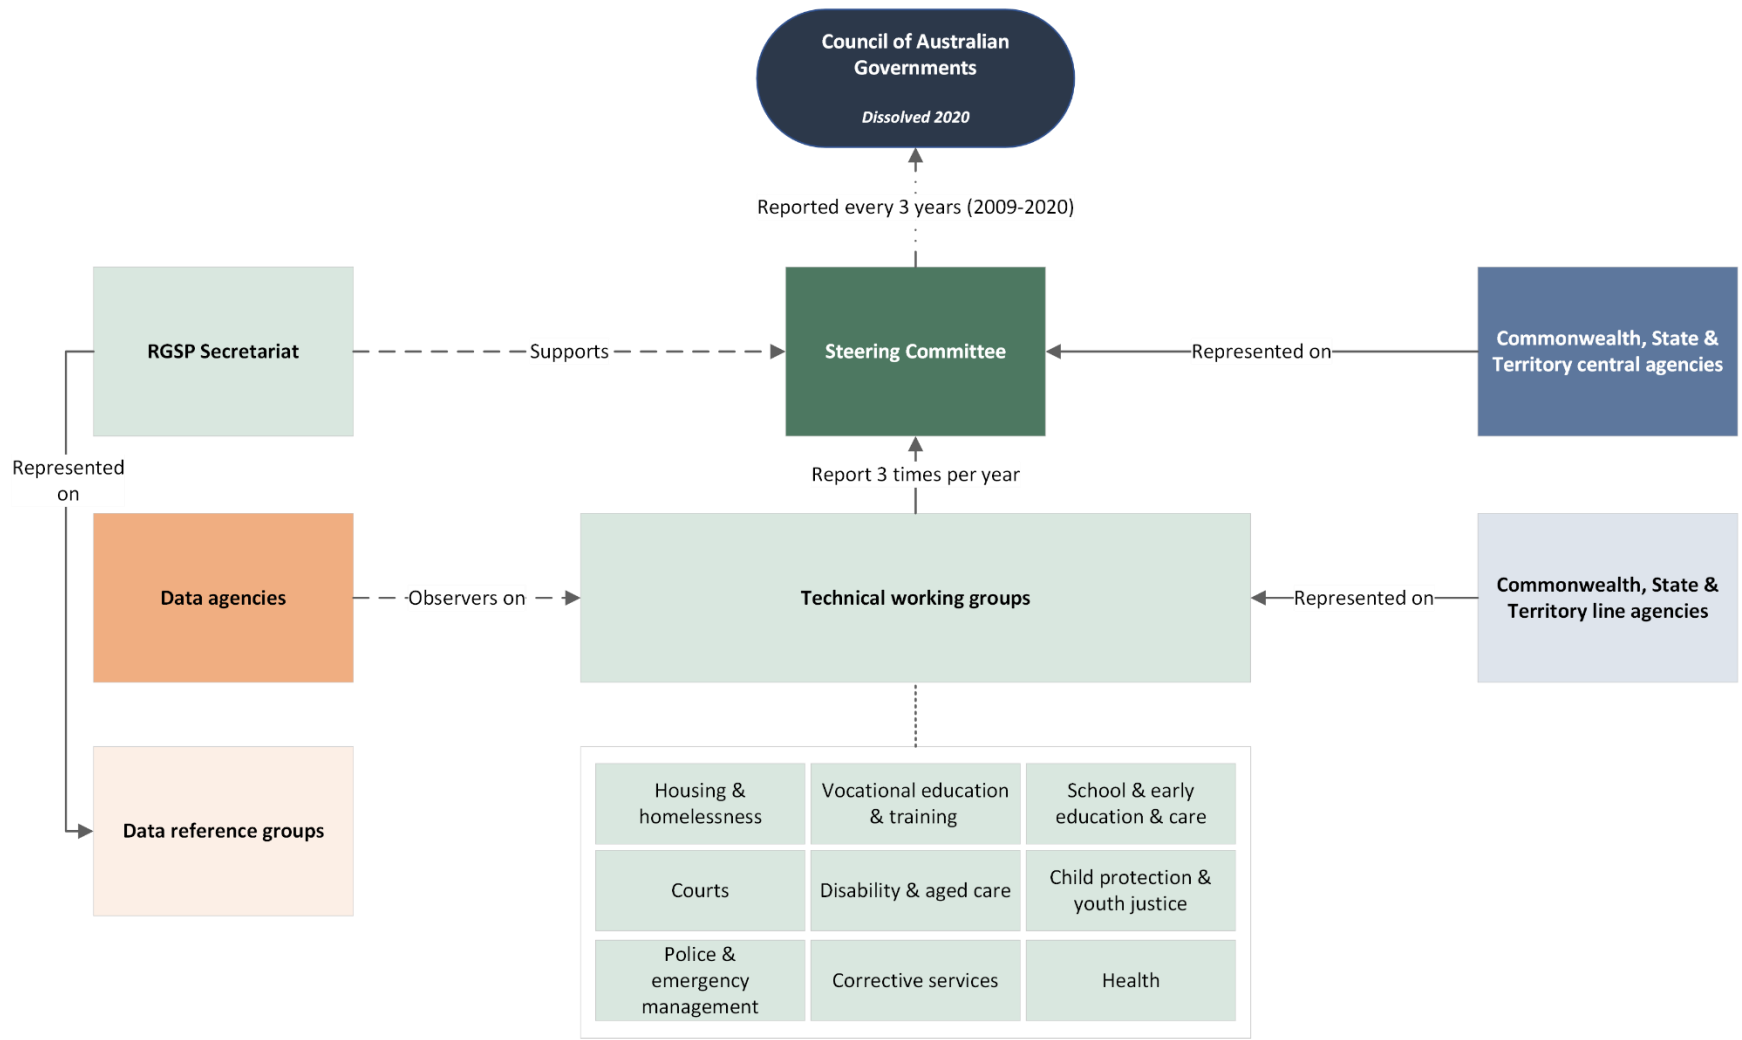 Council of Australian
Governments
Dissolved 2020
Reported every 3 years (2009-2020)
RGSP Secretariat
Supports
Steering Committee
Represented on
Commonwealth, State &
Territory central agencies
Represented
on
Report 3 times per year
Data agencies
Observers on
Technical working groups
Represented on
Commonwealth, State &
Territory line agencies
Data reference groups
Housing &
homelessness
Vocational education
& training
School & early
education & care
Courts
Disability & aged care
Child protection &
youth justice
Police &
emergency
management
Corrective services
Health